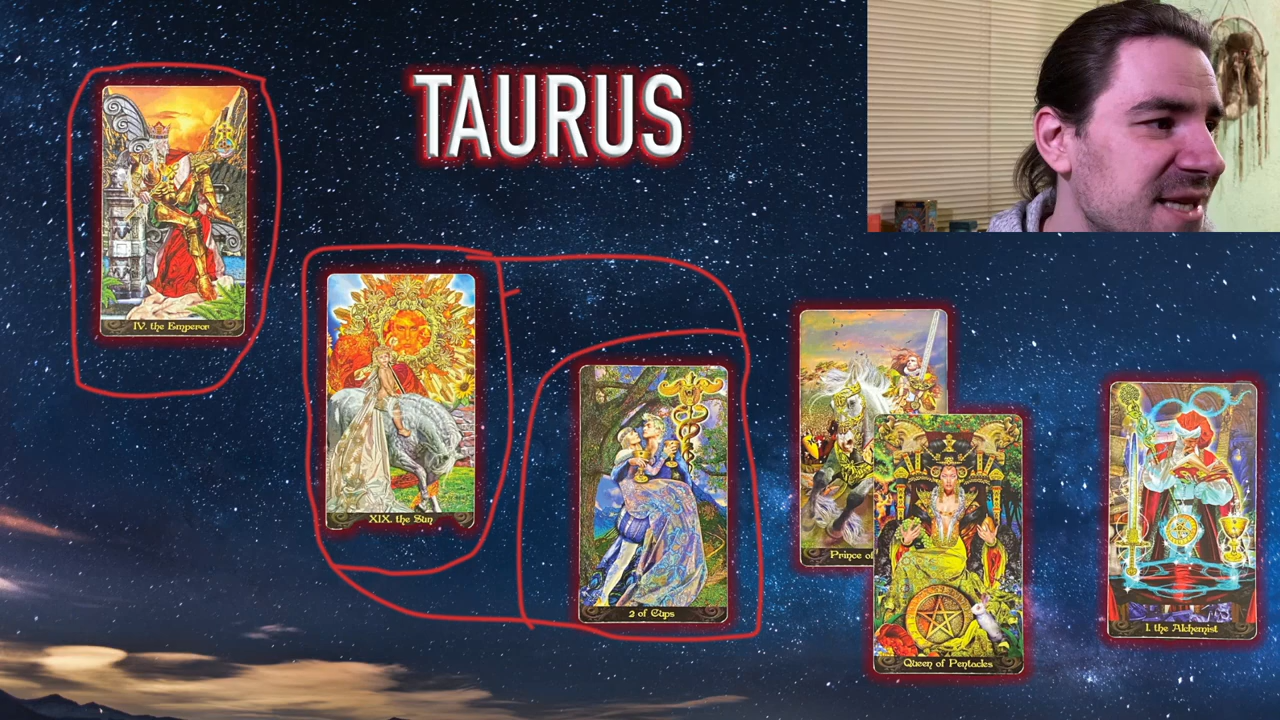 TAURUS
IV. the Emperor
XIX. the Sun
2 of Cups
Prince of
Queen of Pentacles
I. the Alchemist